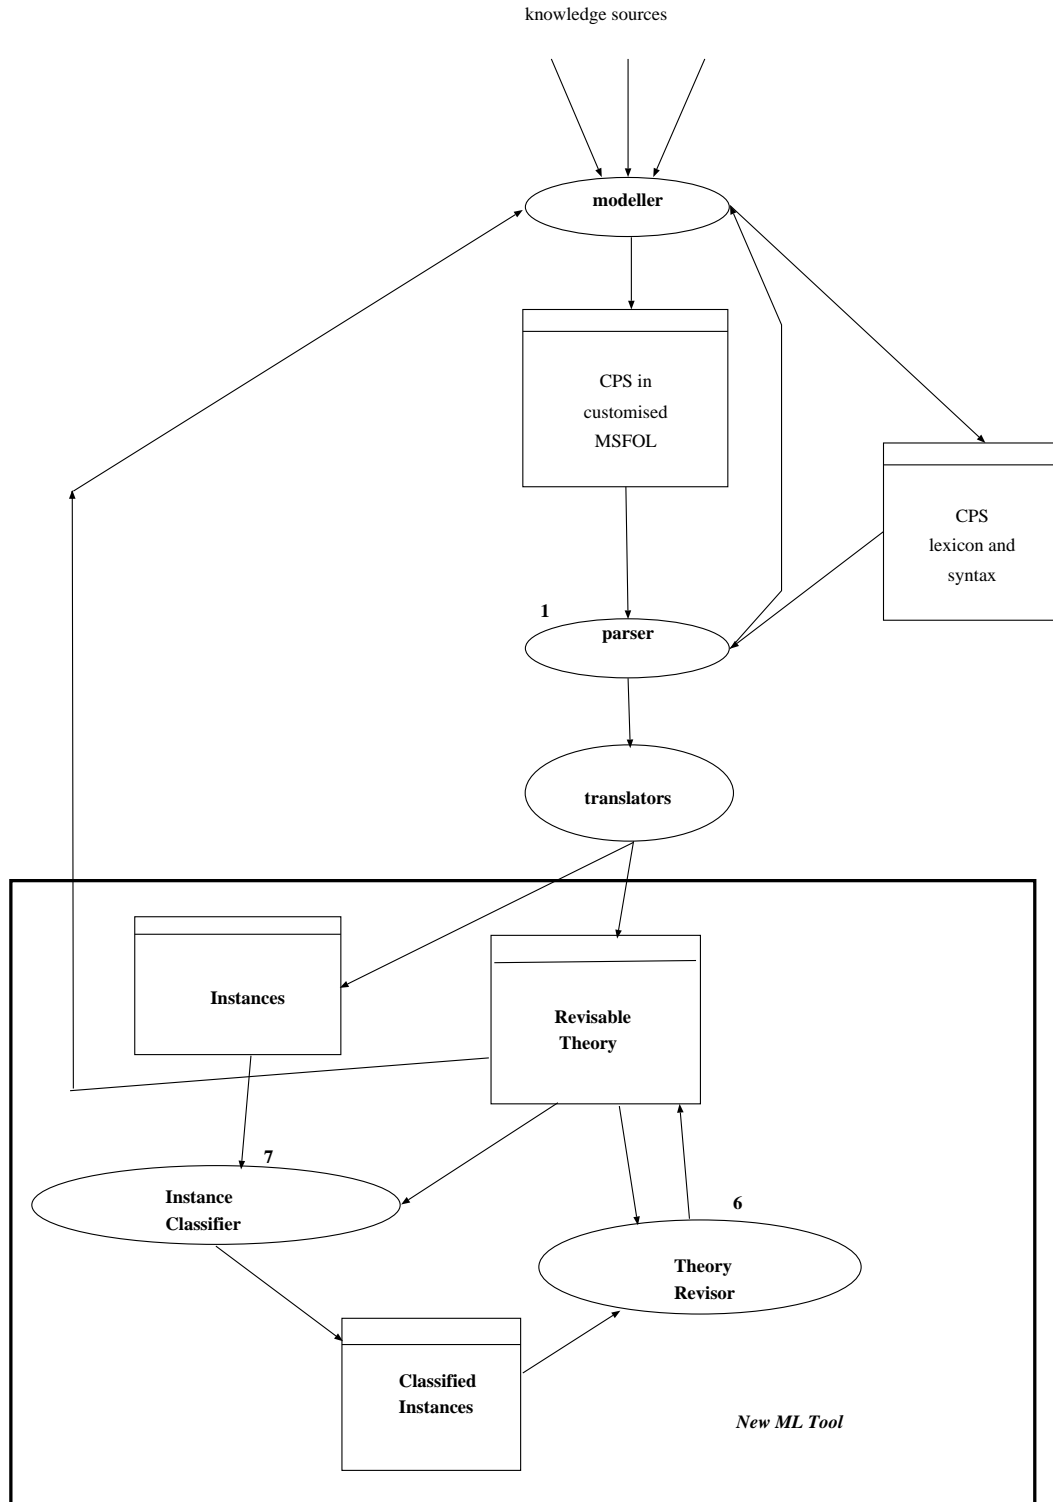 knowledge sources
modeller
CPS in
customised
MSFOL
CPS
lexicon and
syntax
1
parser
translators
Instances
Revisable
Theory
7
Instance
Classifier
6
Theory
Revisor
Classified
Instances
New ML Tool